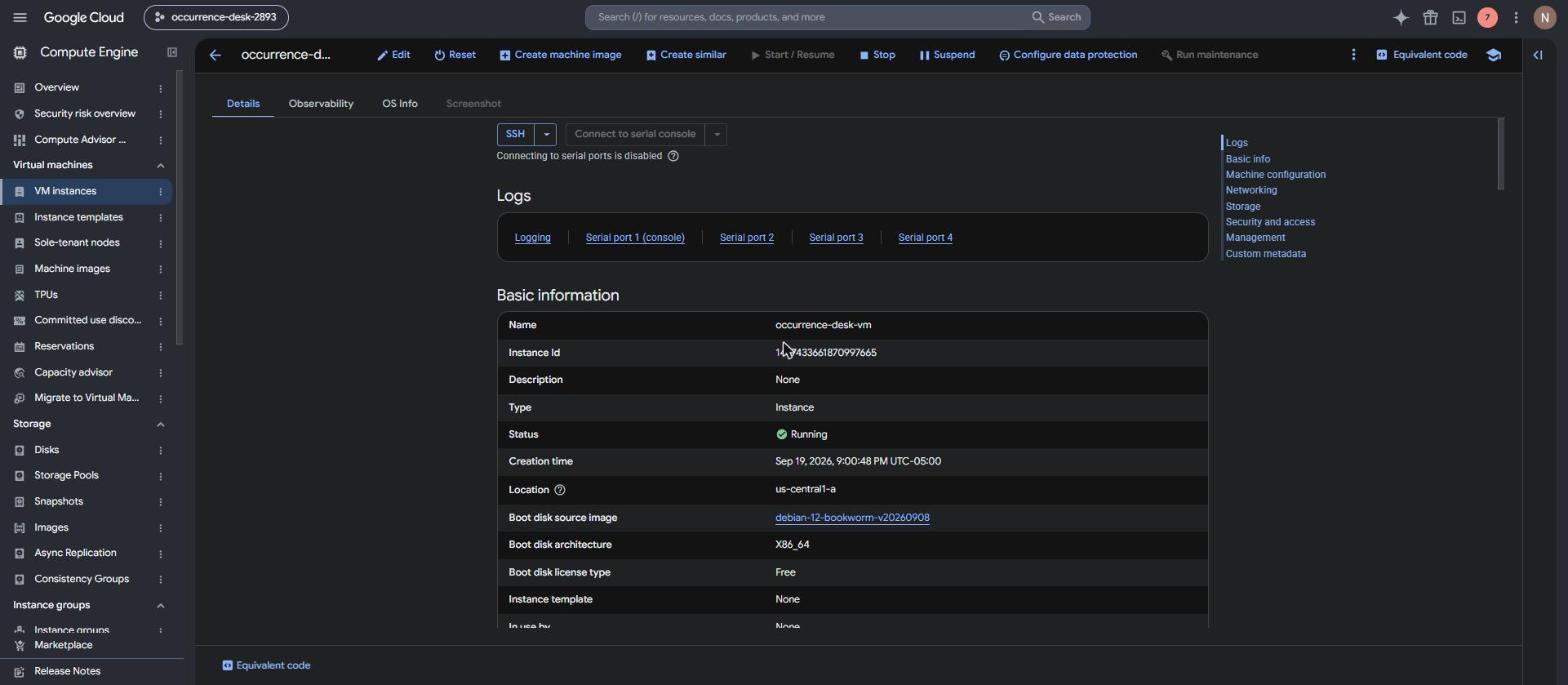 Google Cloud
occurrence-desk-2893
Search (/) for resources, docs, products, and more
Search
7
N
Compute Engine
Overview
Security risk overview
Compute Advisor ...
Virtual machines
VM instances
Instance templates
Sole-tenant nodes
Machine images
TPUs
Committed use disco...
Reservations
Capacity advisor
Migrate to Virtual Ma...
Storage
Disks
Storage Pools
Snapshots
Images
Async Replication
Consistency Groups
Instance groups
Instance groups
Marketplace
Release Notes
occurrence-d...
Edit
Reset
Create machine image
Create similar
Start / Resume
Stop
Suspend
Configure data protection
Run maintenance
Equivalent code
Details
Observability
OS Info
Screenshot
SSH
Connect to serial console
Connecting to serial ports is disabled
Logs
Logging
Serial port 1 (console)
Serial port 2
Serial port 3
Serial port 4
Basic information
Name occurrence-desk-vm
Instance Id
Description None
Type Instance
Status Running
Creation time Sep 19, 2026, 9:00:48 PM UTC-05:00
Location us-central1-a
Boot disk source image debian-12-bookworm-v20260908
Boot disk architecture X86_64
Boot disk license type Free
Instance template None
In use by None
Logs
Basic info
Machine configuration
Networking
Storage
Security and access
Management
Custom metadata
Equivalent code